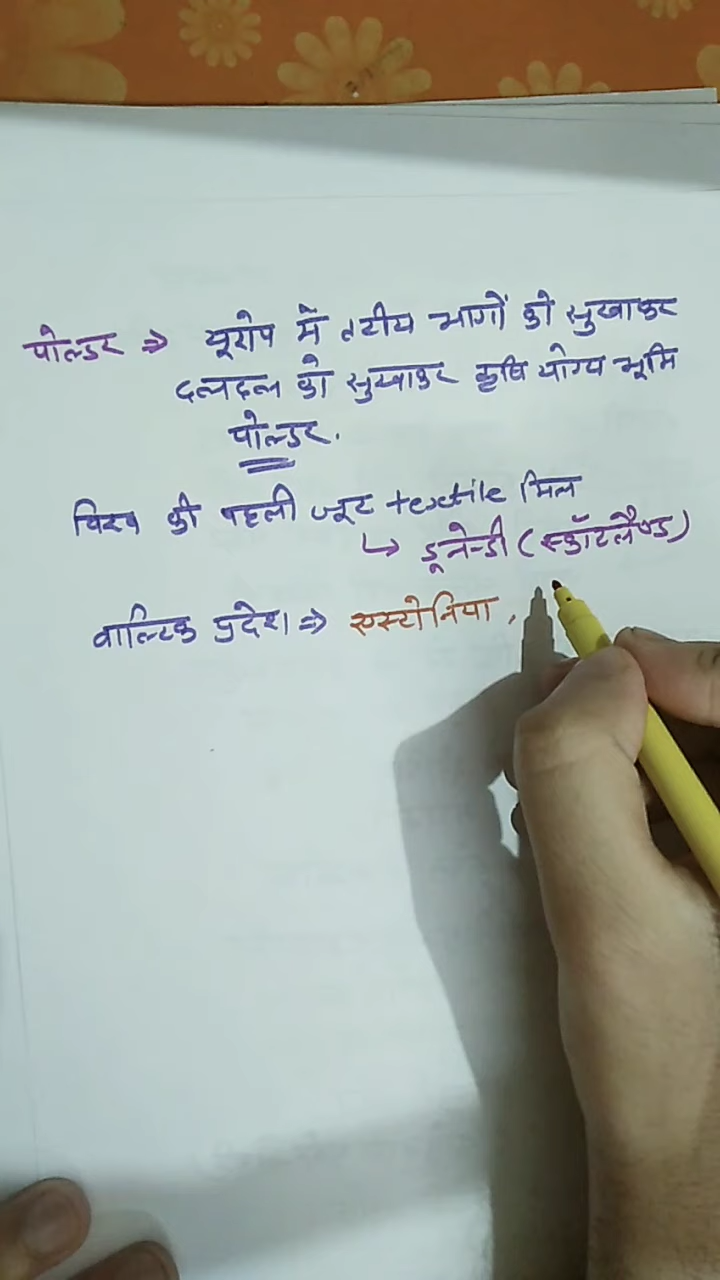 पोल्डर ⇒ यूरोप में तटीय भागों को सुखाकर
दलदल को सुखाकर कृषि योग्य भूमि
पोल्डर.
विश्व की पहली जूट textile मिल
↳ डूनेन्डी (स्कॉटलैण्ड)
वाल्टिक प्रदेश ⇒ एस्टोनिया,